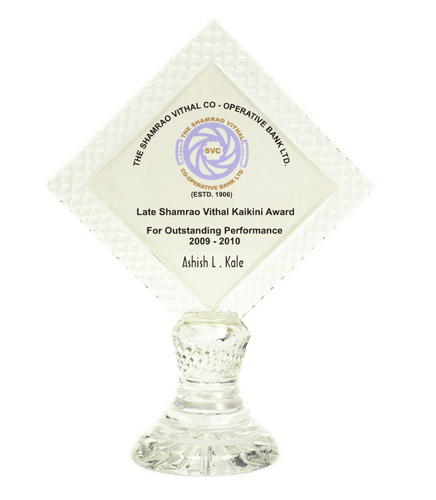 THE SHAMRAO VITHAL CO - OPERATIVE BANK LTD.
THE SHAMRAO VITHAL
SVC
CO-OPERATIVE BANK LTD
(ESTD. 1906)
Late Shamrao Vithal Kaikini Award
For Outstanding Performance
2009 - 2010
Ashish L . Kale